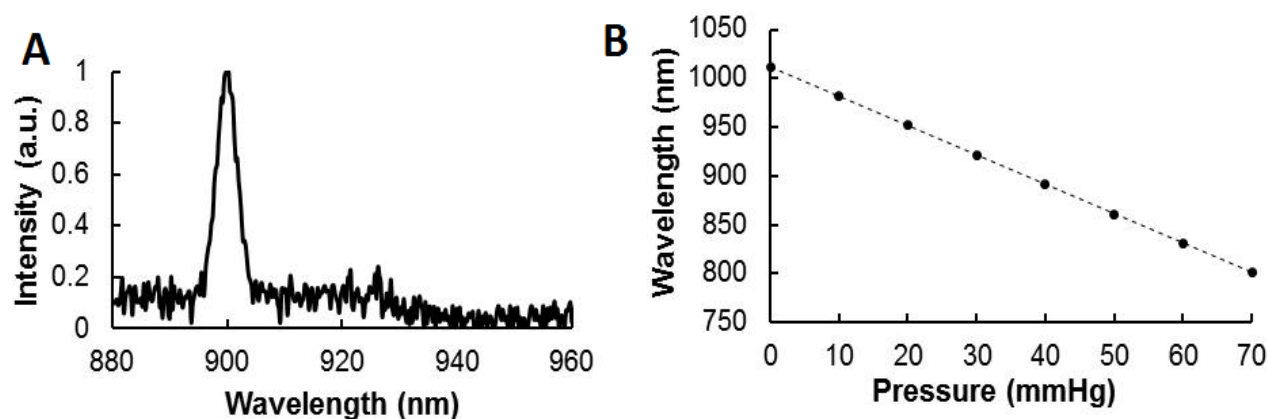 A
Intensity (a.u.)
1
0.8
0.6
0.4
0.2
0
880 900 920 940 960
Wavelength (nm)
B
Wavelength (nm)
1050
1000
950
900
850
800
750
0 10 20 30 40 50 60 70
Pressure (mmHg)